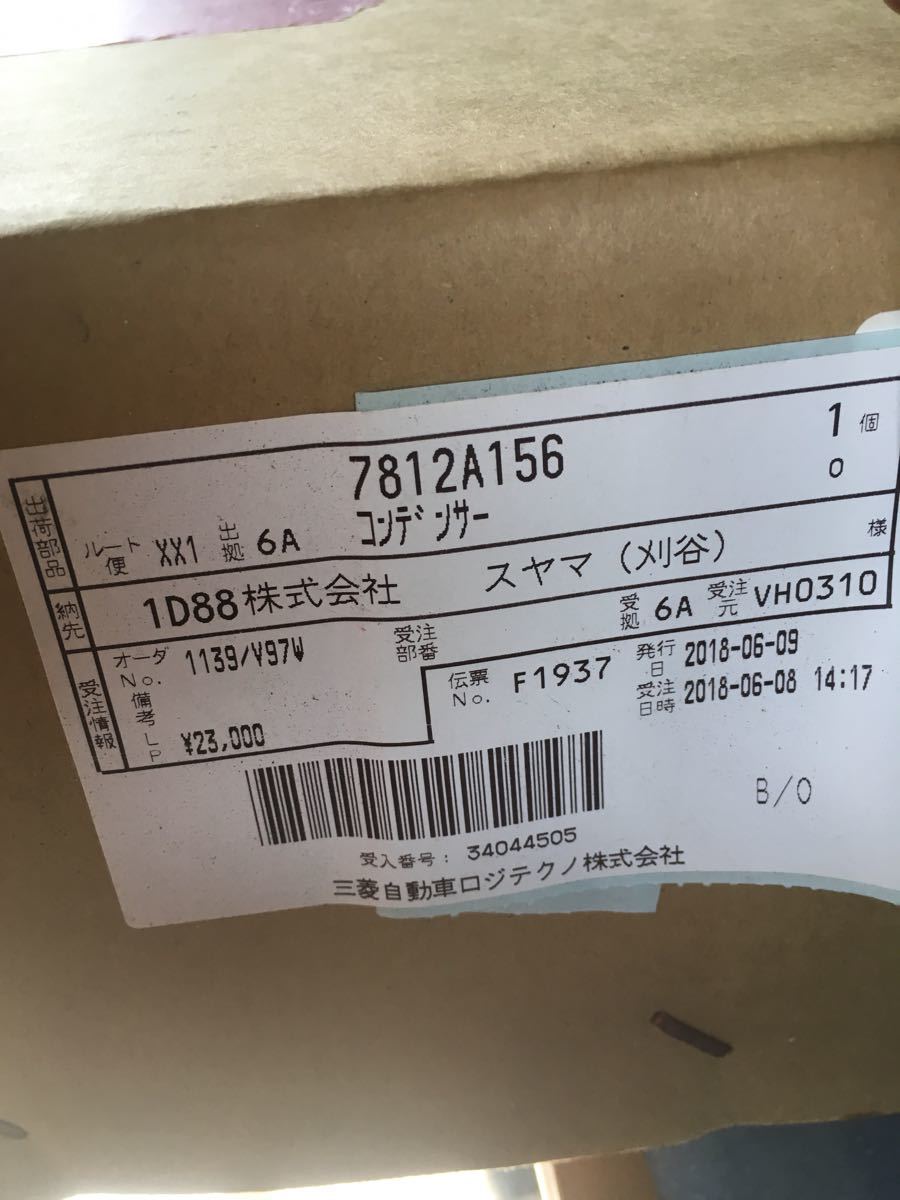 出荷部品
7812A156
1 個
ルート便 XX1 出拠 6A コンデンサー
0
納先
1D88株式会社 スヤマ (刈谷) 様
受拠 6A 受注元 VH0310
受注情報
オーダNo. 1139/V97W 受注部番
伝票No. F1937 発行日 2018-06-09
受注日時 2018-06-08 14:17
備考
LP ¥23,000
B/O
受入番号: 34044505
三菱自動車ロジテクノ株式会社